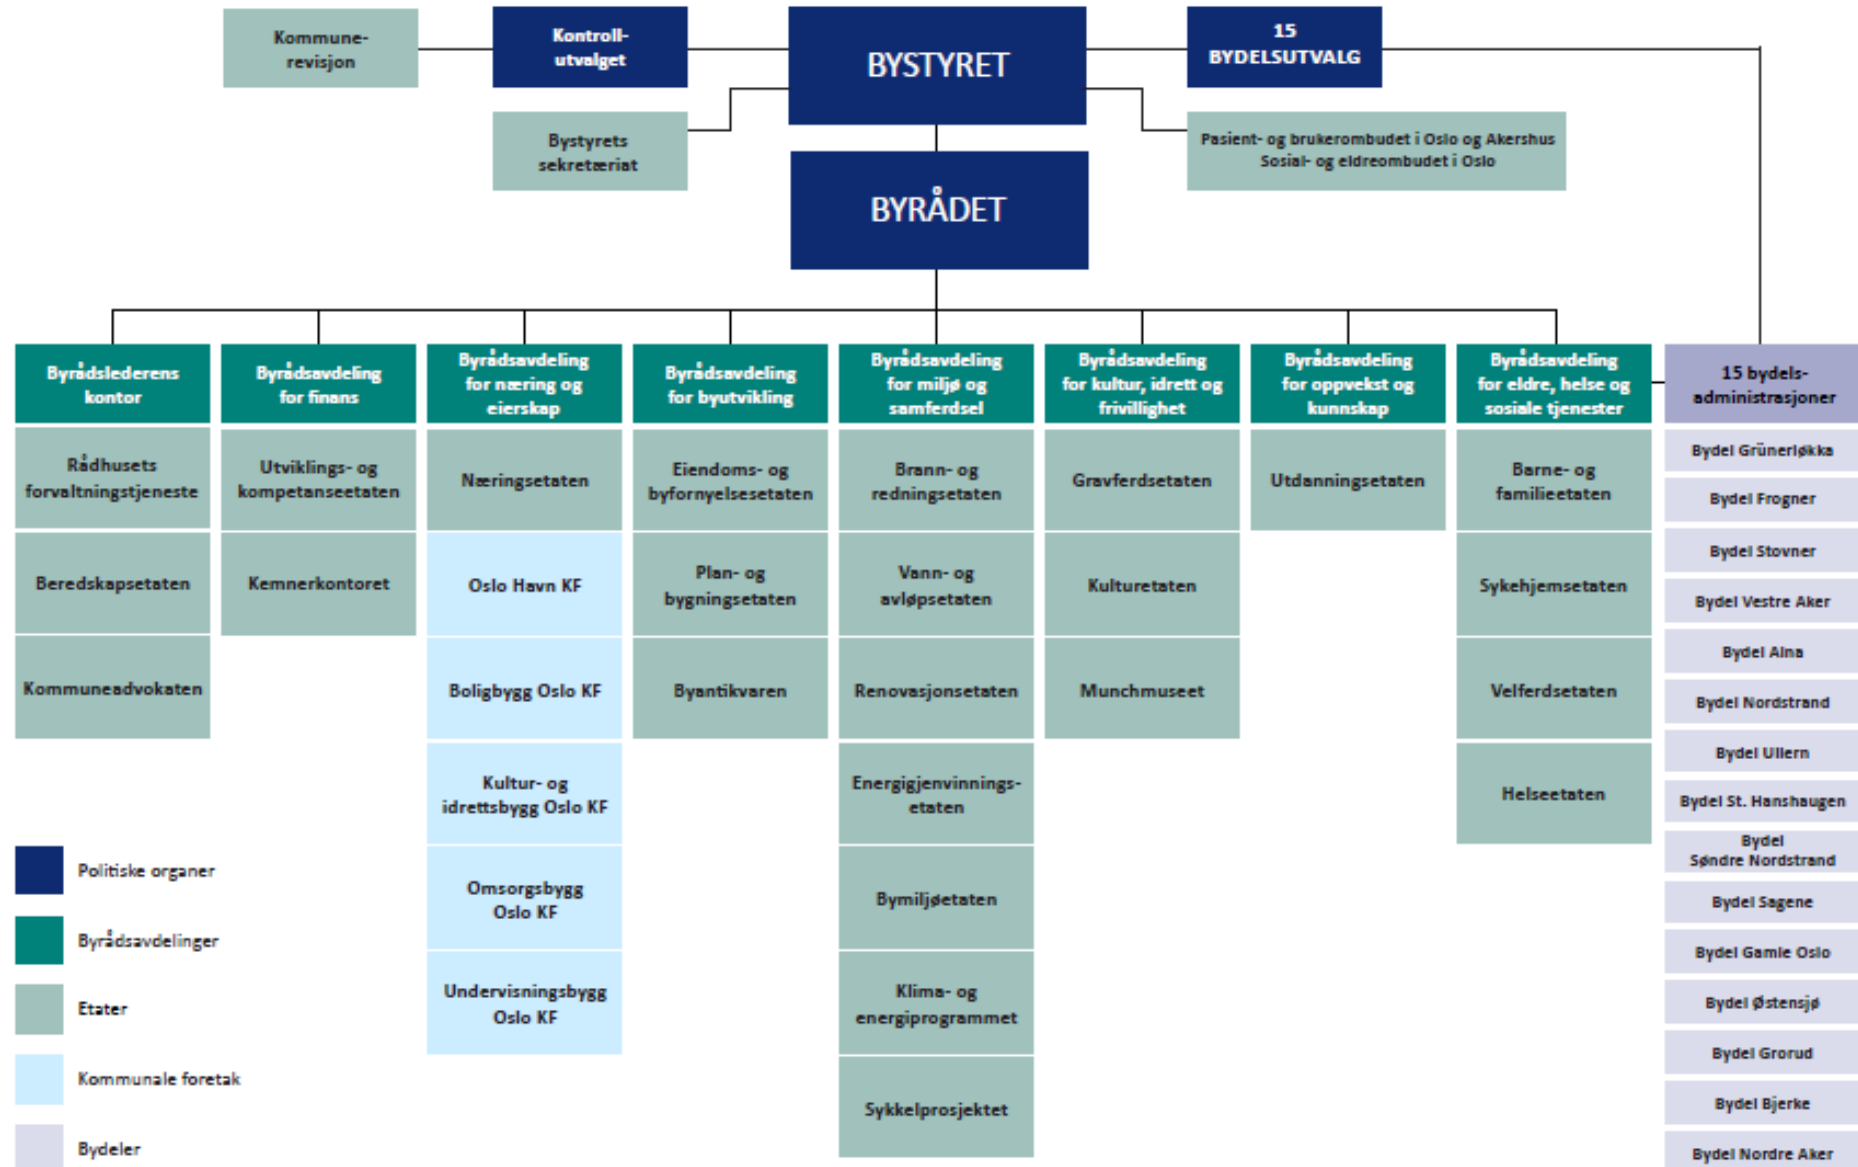 Kommune-
revisjon
Kontroll-
utvalget
BYSTYRET
15
BYDELSUTVALG
Bystyrets
sekretæriat
Pasient- og brukerombudet i Oslo og Akershus
Sosial- og eldreombudet i Oslo
BYRÅDET
Byrådslederens
kontor
Rådhusets
forvaltningstjeneste
Beredskapsetaten
Kommuneadvokaten
Byrådsavdeling
for finans
Utviklings- og
kompetanseetaten
Kemnerkontoret
Byrådsavdeling
for næring og
eierskap
Næringsetaten
Oslo Havn KF
Boligbygg Oslo KF
Kultur- og
idrettsbygg Oslo KF
Omsorgsbygg
Oslo KF
Undervisningsbygg
Oslo KF
Byrådsavdeling
for byutvikling
Eiendoms- og
byfornyelsesetaten
Plan- og
bygningsetaten
Byantikvaren
Byrådsavdeling
for miljø og
samferdsel
Brann- og
redningsetaten
Vann- og
avløpsetaten
Renovasjonsetaten
Energigjenvinnings-
etaten
Bymiljøetaten
Klima- og
energiprogrammet
Sykkelprosjektet
Byrådsavdeling
for kultur, idrett og
frivillighet
Gravferdsetaten
Kulturetaten
Munchmuseet
Byrådsavdeling
for oppvekst og
kunnskap
Utdanningsetaten
Byrådsavdeling
for eldre, helse og
sosiale tjenester
Barne- og
familieetaten
Sykehjemsetaten
Velferdsetaten
Helseetaten
15 bydels-
administrasjoner
Bydel Grünerløkka
Bydel Frogner
Bydel Stovner
Bydel Vestre Aker
Bydel Alna
Bydel Nordstrand
Bydel Ullern
Bydel St. Hanshaugen
Bydel
Søndre Nordstrand
Bydel Sagene
Bydel Gamle Oslo
Bydel Østensjø
Bydel Grorud
Bydel Bjerke
Bydel Nordre Aker
Politiske organer
Byrådsavdelinger
Etater
Kommunale foretak
Bydeler